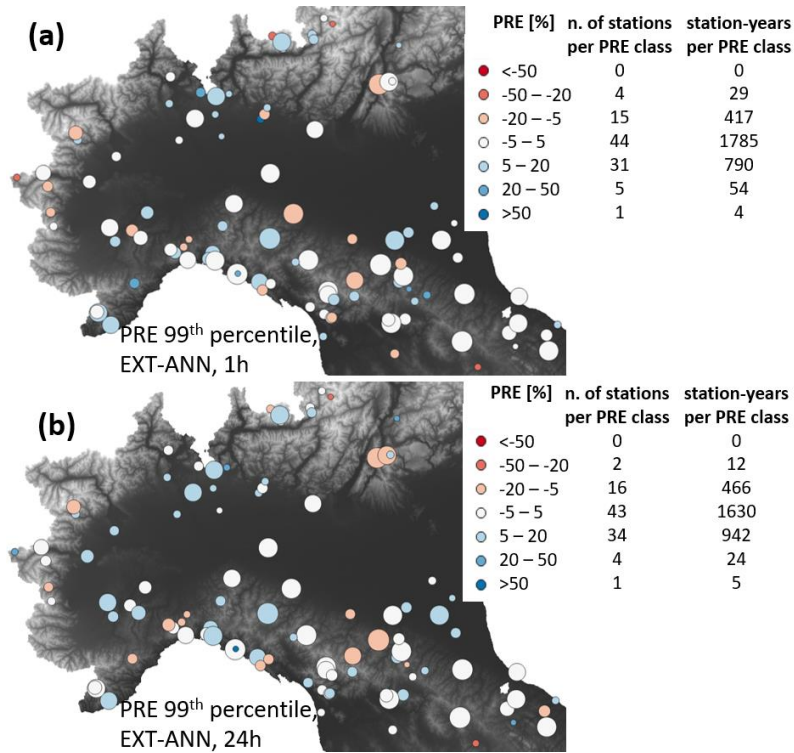 (a)
PRE [%] n. of stations station-years
per PRE class per PRE class
<-50 0 0
-50 – -20 4 29
-20 – -5 15 417
-5 – 5 44 1785
5 – 20 31 790
20 – 50 5 54
>50 1 4
PRE 99th percentile,
EXT-ANN, 1h
(b)
PRE [%] n. of stations station-years
per PRE class per PRE class
<-50 0 0
-50 – -20 2 12
-20 – -5 16 466
-5 – 5 43 1630
5 – 20 34 942
20 – 50 4 24
>50 1 5
PRE 99th percentile,
EXT-ANN, 24h